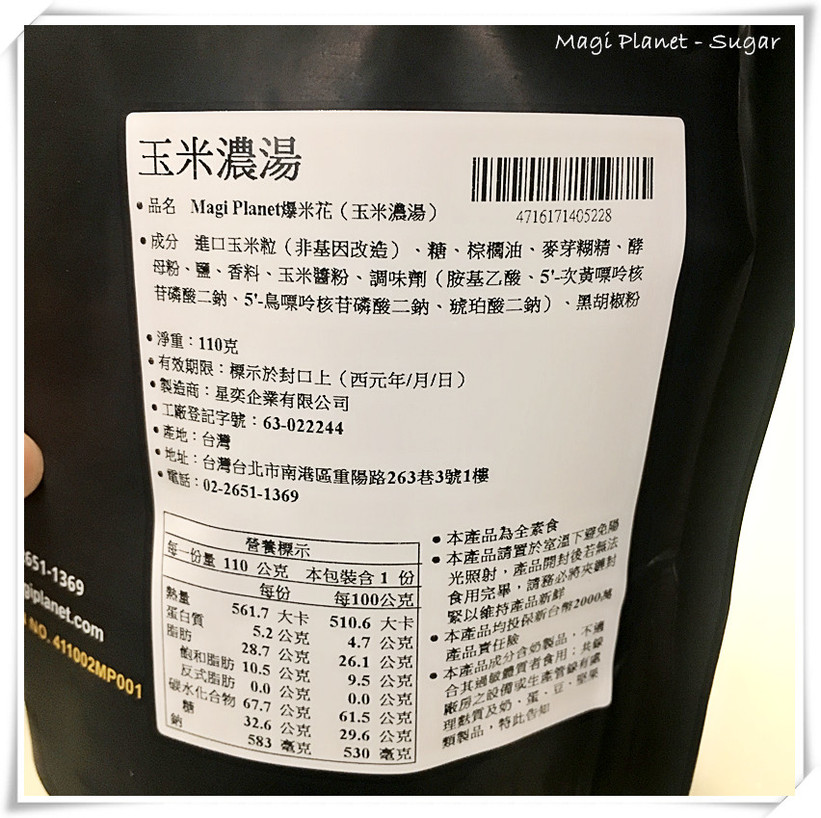 Magi Planet - Sugar
玉米濃湯
4716171405228
•品名 Magi Planet爆米花（玉米濃湯）
•成分 進口玉米粒（非基因改造）、糖、棕櫚油、麥芽糊精、酵
母粉、鹽、香料、玉米醬粉、調味劑（胺基乙酸、5'-次黃嘌呤核
苷磷酸二鈉、5'-鳥嘌呤核苷磷酸二鈉、琥珀酸二鈉）、黑胡椒粉
•淨重：110克
•有效期限：標示於封口上（西元年/月/日）
•製造商：星奕企業有限公司
•工廠登記字號：63-022244
•產地：台灣
•地址：台灣台北市南港區重陽路263巷3號1樓
•電話：02-2651-1369
營養標示
每一份量 110 公克 本包裝含 1 份
每份 每100公克
熱量 561.7 大卡 510.6 大卡
蛋白質 5.2 公克 4.7 公克
脂肪 28.7 公克 26.1 公克
飽和脂肪 10.5 公克 9.5 公克
反式脂肪 0.0 公克 0.0 公克
碳水化合物 67.7 公克 61.5 公克
糖 32.6 公克 29.6 公克
鈉 583 毫克 530 毫克
•本產品為全素食
•本產品請置於室溫下避免陽
光照射，產品開封後若無法
食用完畢，請務必將夾鏈封
緊以維持產品新鮮
•本產品均投保新台幣2000萬
產品責任險
•本產品成分含奶製品，不適
合其過敏體質者食用；其線
廠房之設備或生產管線有處
理麩質及奶、蛋、豆、堅果
類製品，特此告知
2651-1369
giplanet.com
NO. 411002MP001